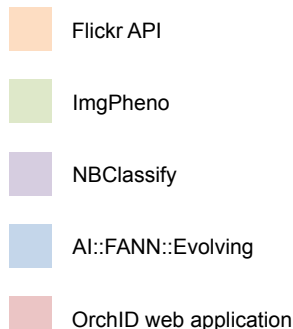 Flickr API
ImgPheno
NBClassify
AI::FANN::Evolving
OrchID web application